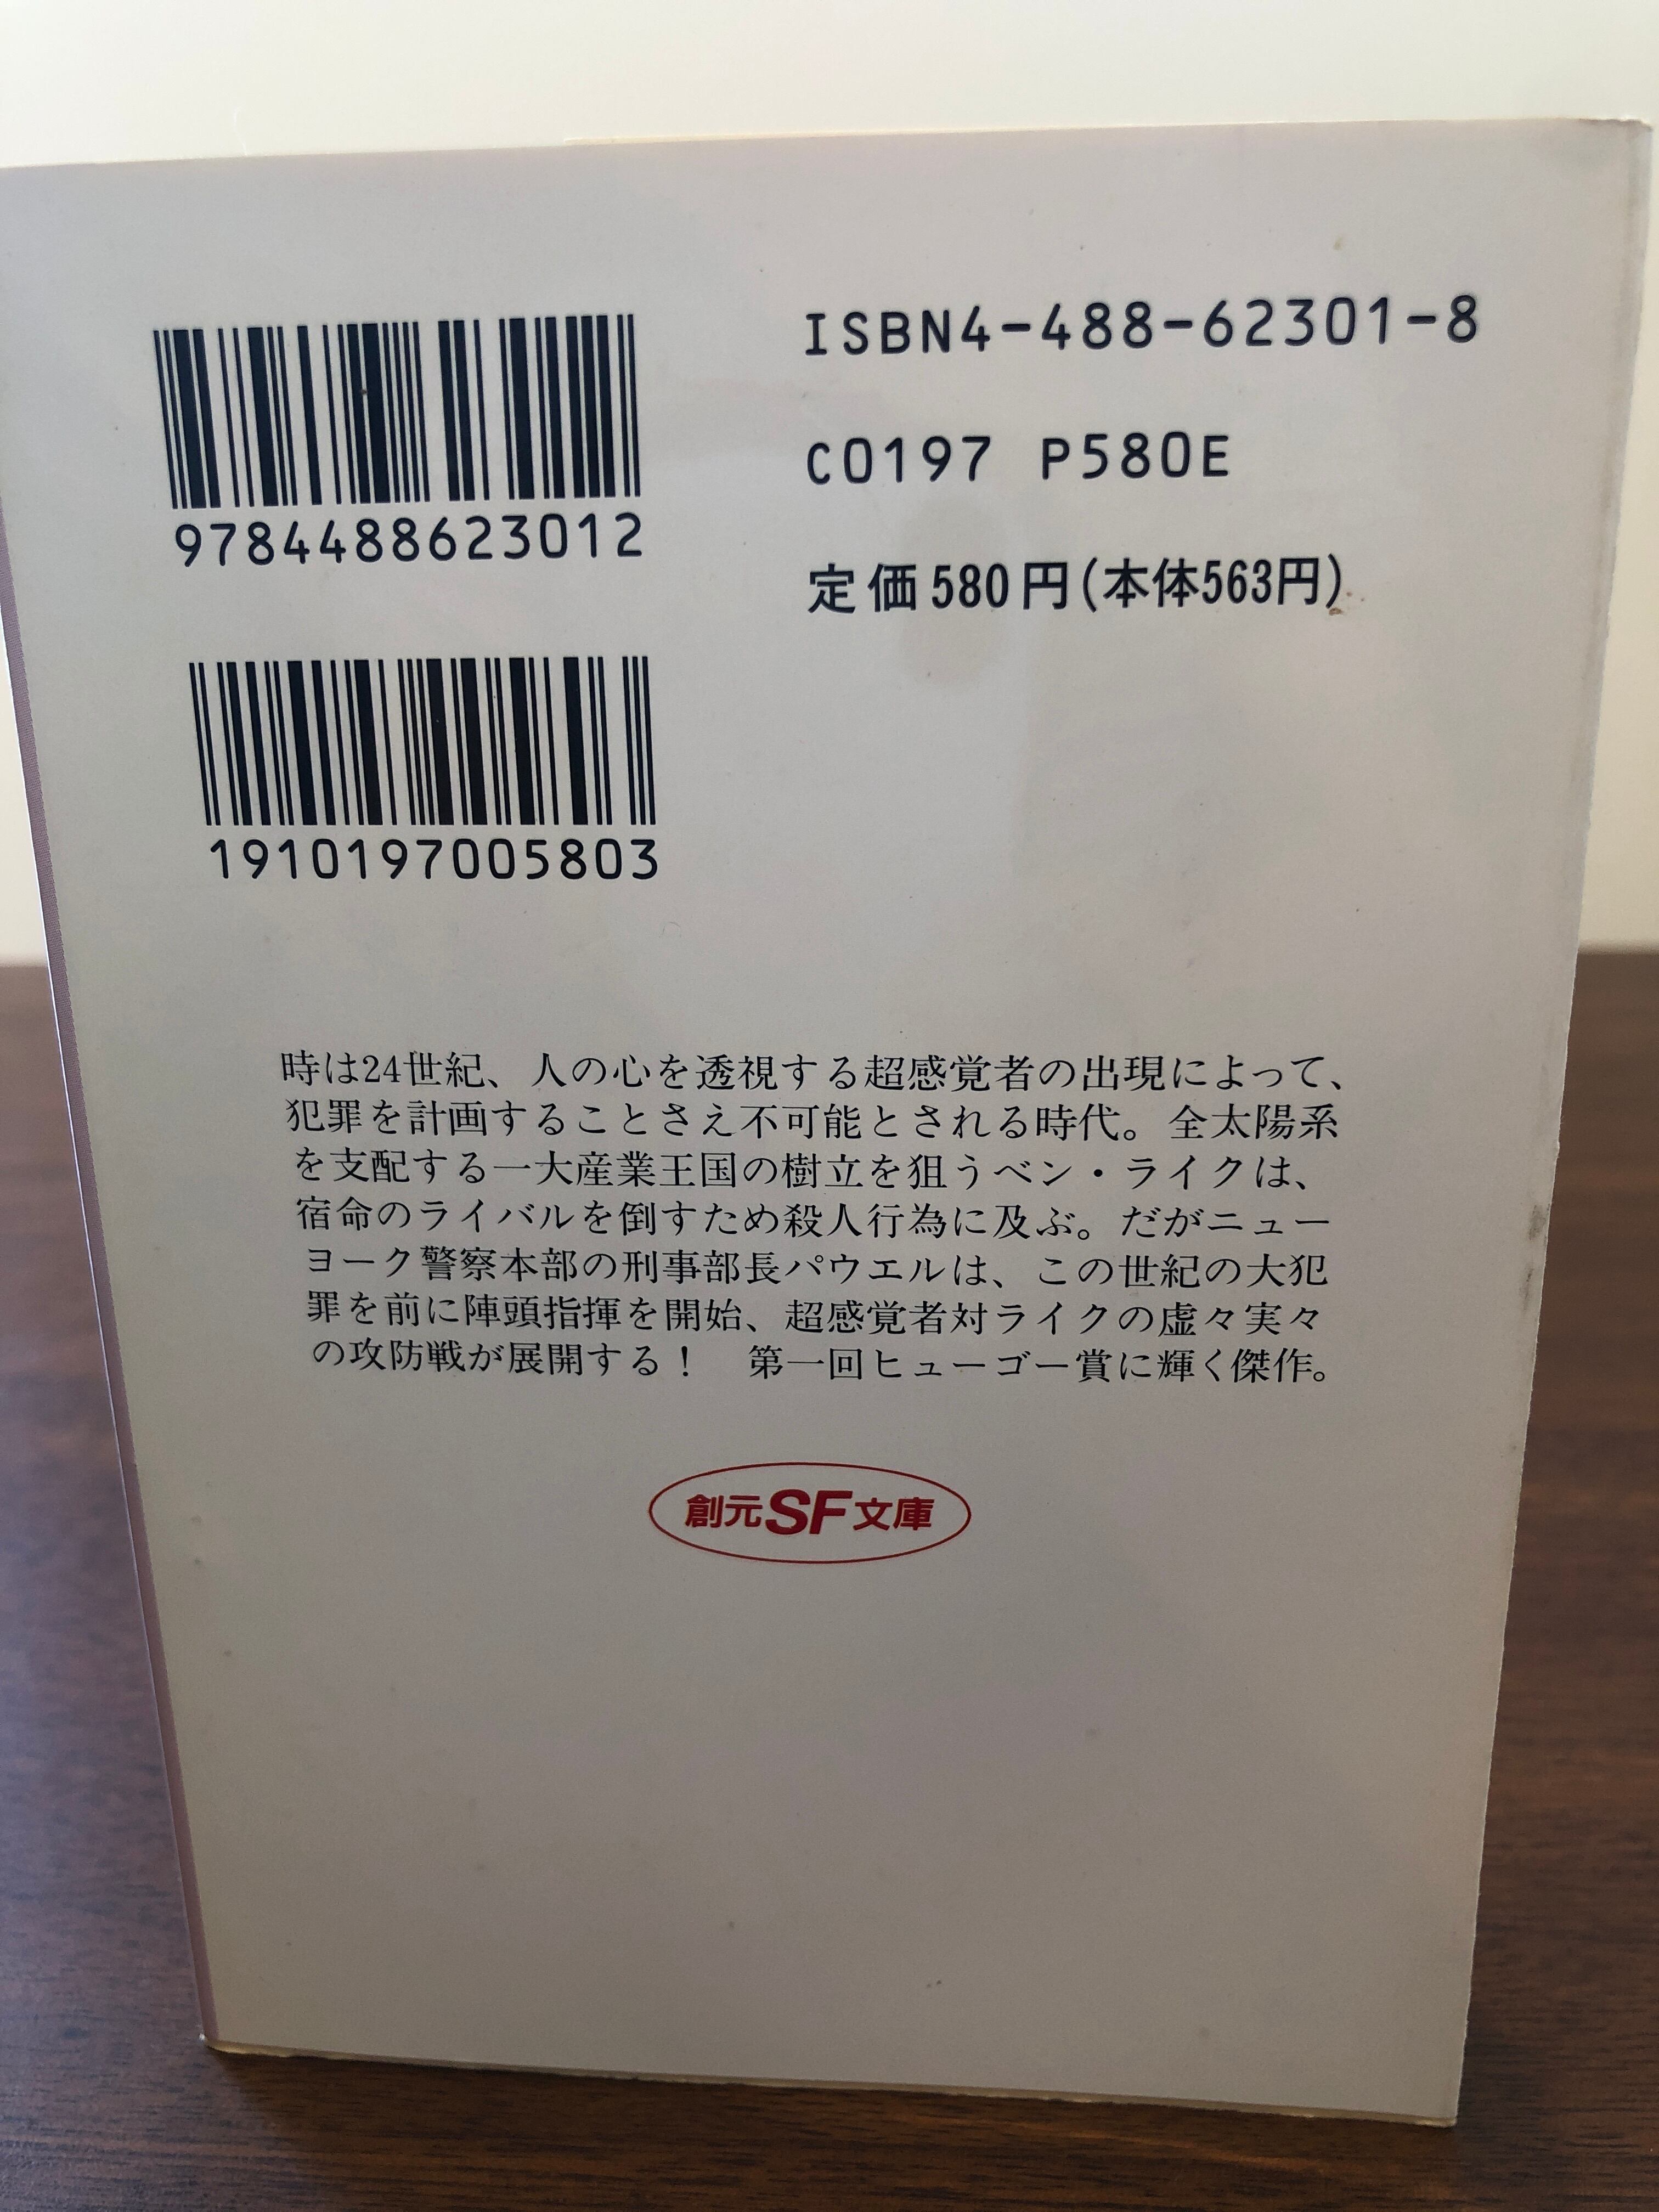 9784488623012
1910197005803
ISBN4-488-62301-8
C0197 P580E
定価580円(本体563円)
時は24世紀、人の心を透視する超感覚者の出現によって、
犯罪を計画することさえ不可能とされる時代。全太陽系
を支配する一大産業王国の樹立を狙うベン・ライクは、
宿命のライバルを倒すため殺人行為に及ぶ。だがニュー
ヨーク警察本部の刑事部長パウエルは、この世紀の大犯
罪を前に陣頭指揮を開始、超感覚者対ライクの虚々実々
の攻防戦が展開する！　第一回ヒューゴー賞に輝く傑作。
創元SF文庫